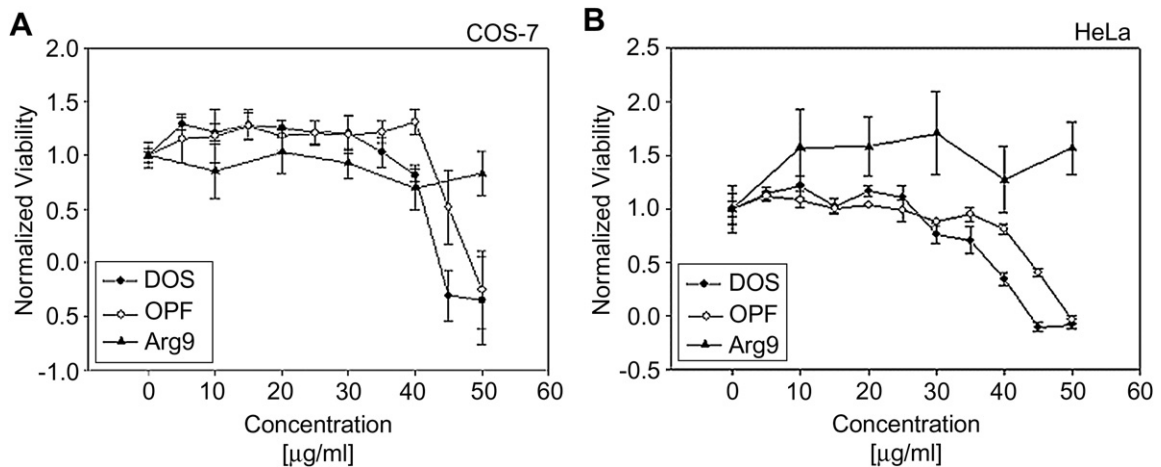 A
COS-7
2.0
1.5
1.0
0.5
0.0
0.5
-1.0
Normalized Viability
DOS
OPF
Arg9
0 10 20 30 40 50 60
Concentration
[μg/ml]
B
HeLa
2.5
2.0
1.5
1.0
0.5
0.0
-0.5
Normalized Viability
DOS
OPF
Arg9
0 10 20 30 40 50 60
Concentration
[μg/ml]